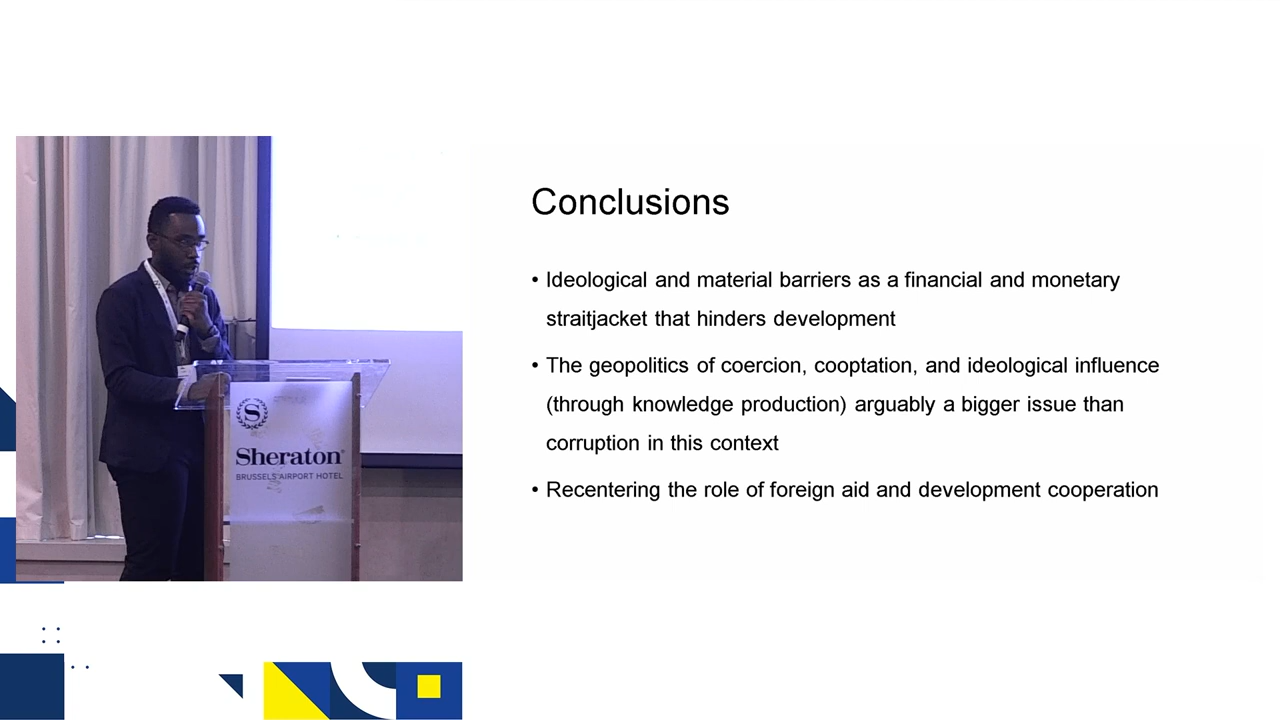 Conclusions
• Ideological and material barriers as a financial and monetary
straitjacket that hinders development
• The geopolitics of coercion, cooptation, and ideological influence
(through knowledge production) arguably a bigger issue than
corruption in this context
• Recentering the role of foreign aid and development cooperation
S
Sheraton®
BRUSSELS AIRPORT HOTEL